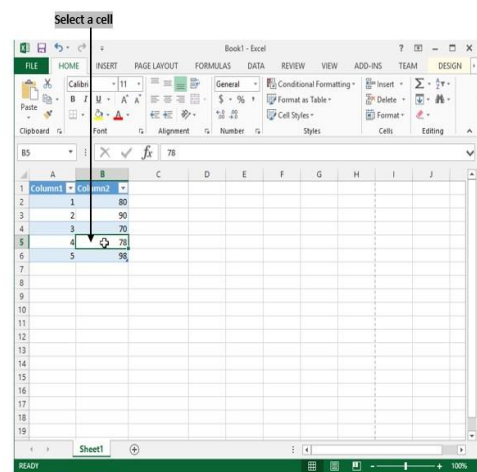 Select a cell
Book1 - Excel
FILE HOME INSERT PAGE LAYOUT FORMULAS DATA REVIEW VIEW ADD-INS TEAM DESIGN
Calibri 11 General Conditional Formatting Insert
Paste B I U $ % , Format as Table Delete
Cell Styles Format
Clipboard Font Alignment Number Styles Cells Editing
B5 fx 78
A B C D E F G H I J
1 Column1 Column2
2 1 80
3 2 90
4 3 70
5 4 78
6 5 98
7
8
9
10
11
12
13
14
15
16
17
18
19
Sheet1
READY 100%